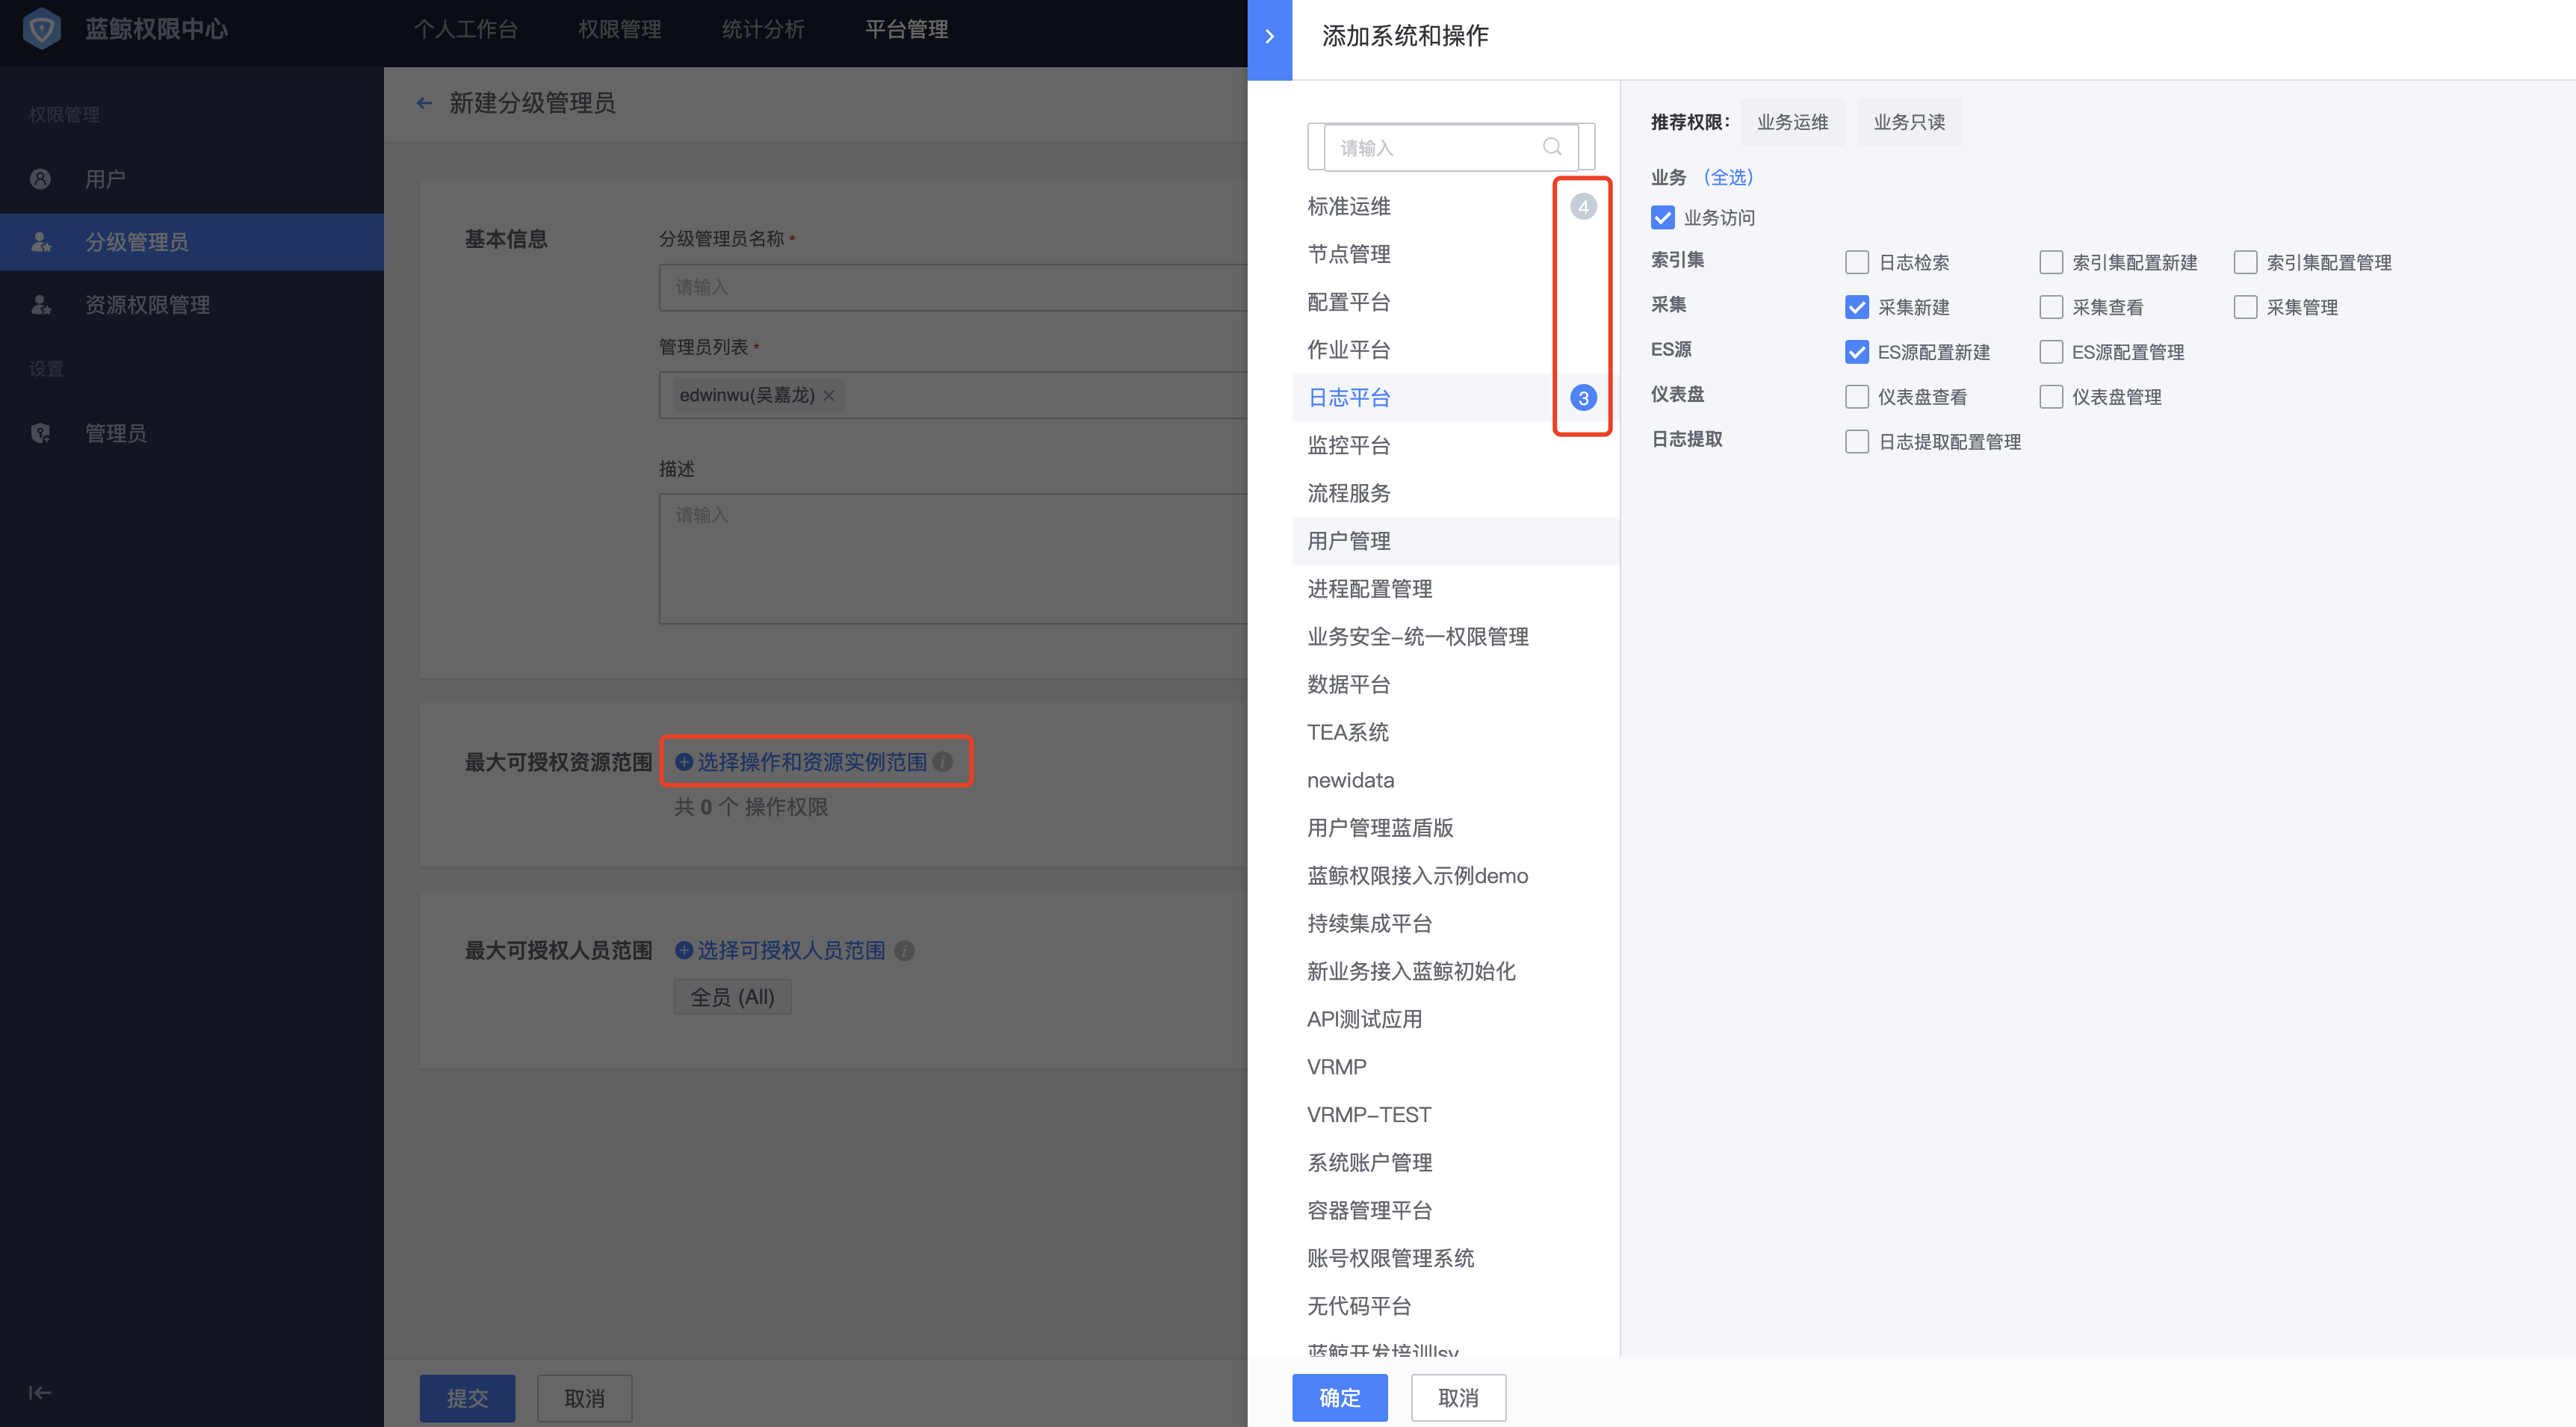 蓝鲸权限中心
个人工作台 权限管理 统计分析 平台管理
权限管理
用户
分级管理员
资源权限管理
设置
管理员
新建分级管理员
基本信息
分级管理员名称 *
请输入
管理员列表 *
edwinwu(吴嘉龙) ×
描述
请输入
最大可授权资源范围
选择操作和资源实例范围
共 0 个 操作权限
最大可授权人员范围
选择可授权人员范围
全员 (All)
提交 取消
添加系统和操作
请输入
标准运维 4
节点管理
配置平台
作业平台
日志平台 3
监控平台
流程服务
用户管理
进程配置管理
业务安全-统一权限管理
数据平台
TEA系统
newidata
用户管理蓝盾版
蓝鲸权限接入示例demo
持续集成平台
新业务接入蓝鲸初始化
API测试应用
VRMP
VRMP-TEST
系统账户管理
容器管理平台
账号权限管理系统
无代码平台
蓝鲸开发培训lsy
确定 取消
推荐权限： 业务运维 业务只读
业务 (全选)
业务访问
索引集 日志检索 索引集配置新建 索引集配置管理
采集 采集新建 采集查看 采集管理
ES源 ES源配置新建 ES源配置管理
仪表盘 仪表盘查看 仪表盘管理
日志提取 日志提取配置管理